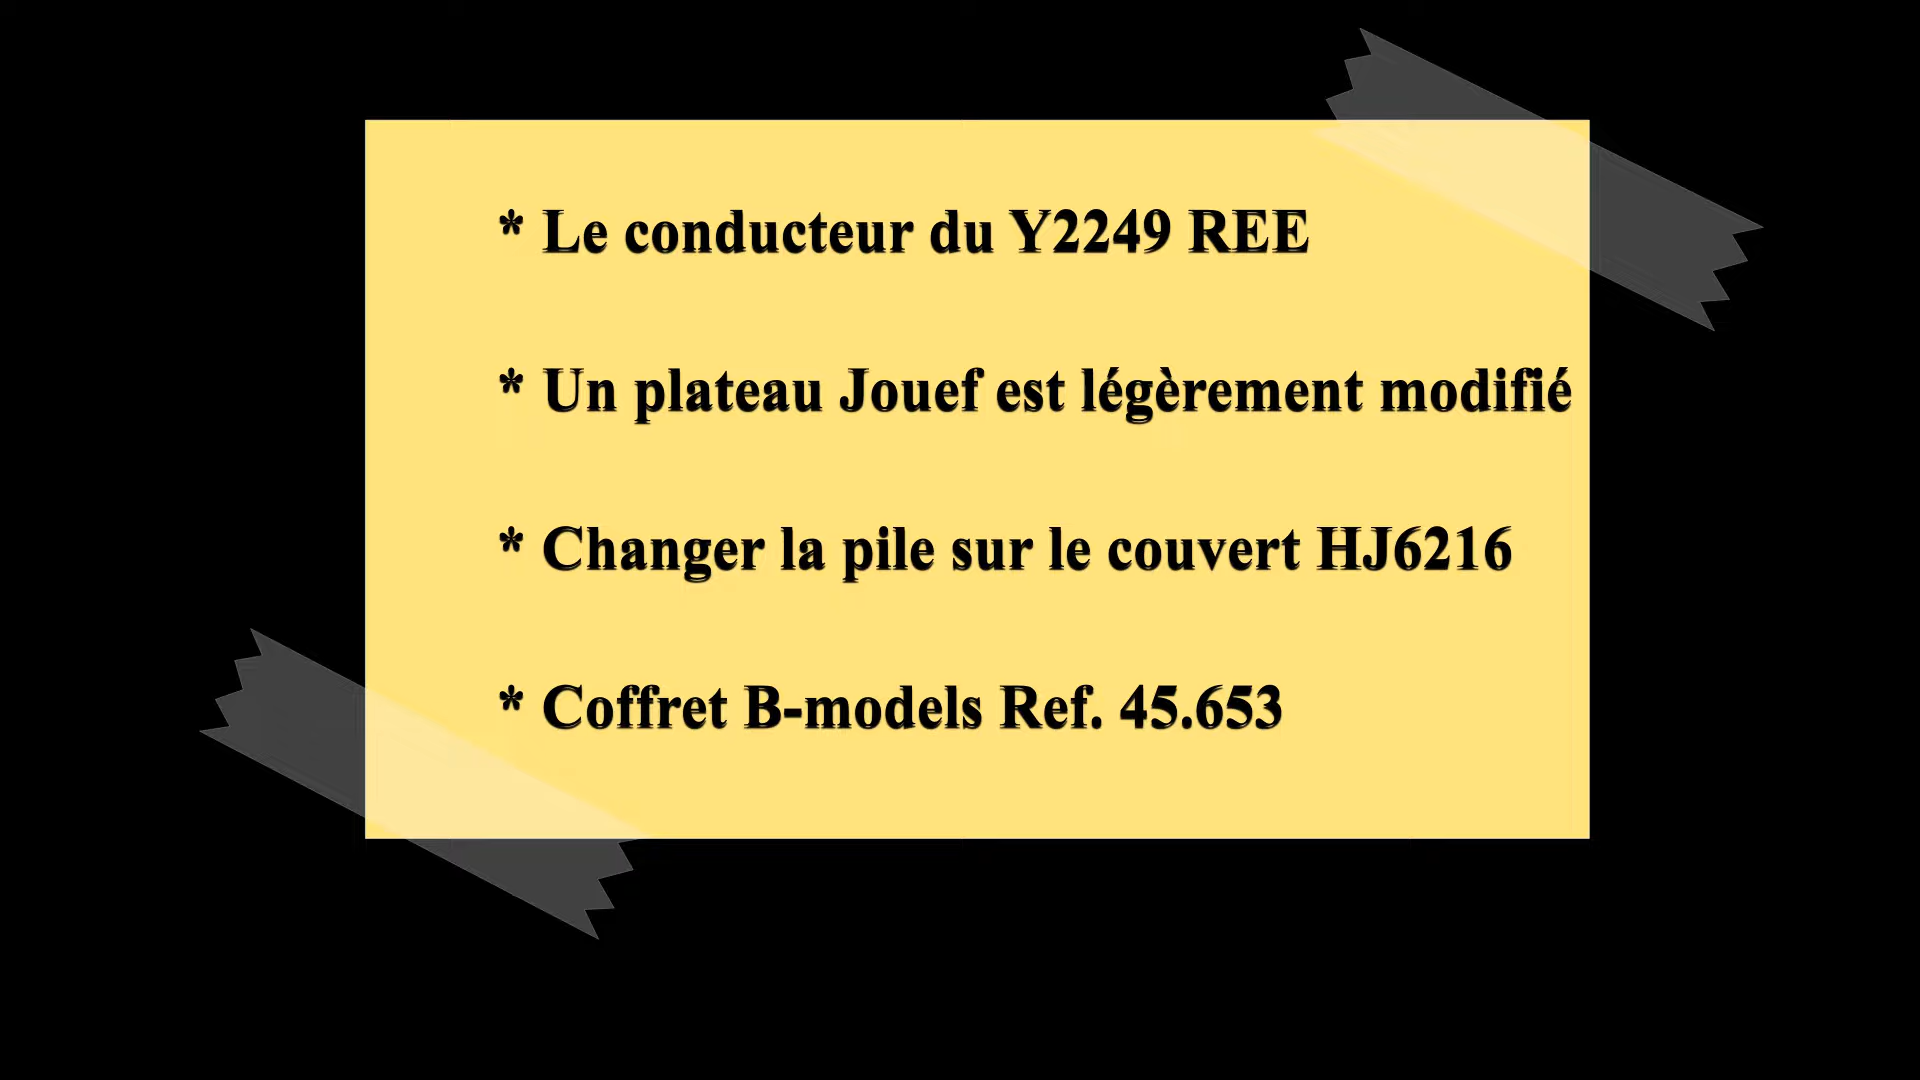 * Le conducteur du Y2249 REE
* Un plateau Jouef est légèrement modifié
* Changer la pile sur le couvert HJ6216
* Coffret B-models Ref. 45.653